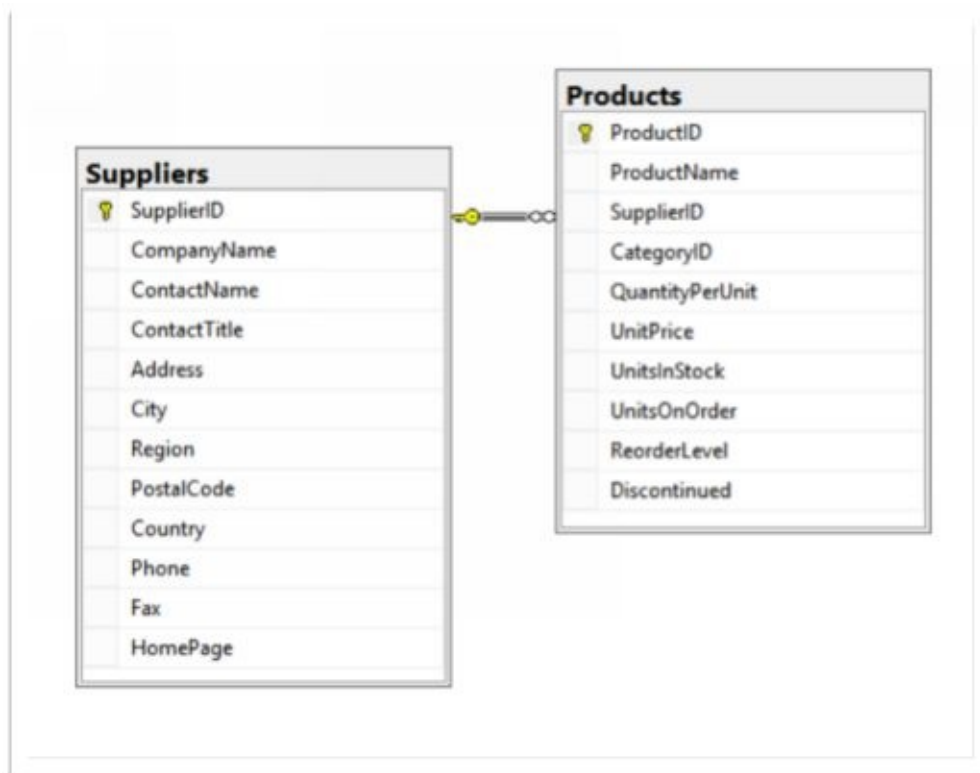 Suppliers
SupplierID
CompanyName
ContactName
ContactTitle
Address
City
Region
PostalCode
Country
Phone
Fax
HomePage
Products
ProductID
ProductName
SupplierID
CategoryID
QuantityPerUnit
UnitPrice
UnitsInStock
UnitsOnOrder
ReorderLevel
Discontinued